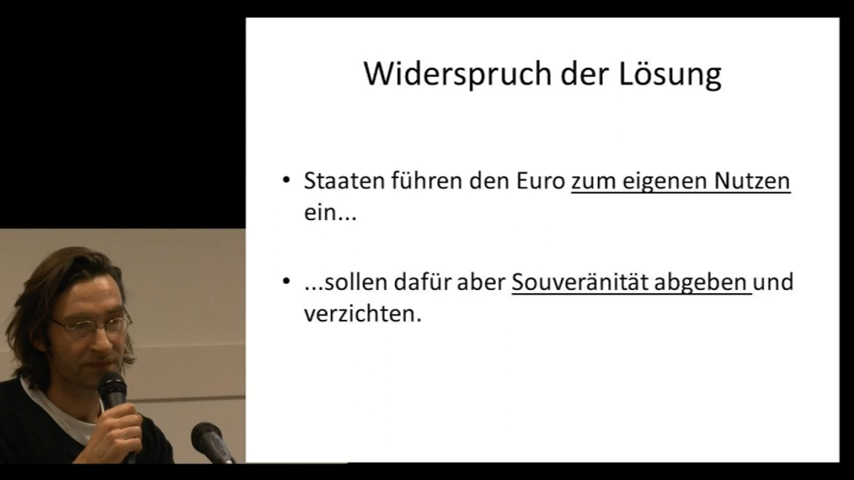 Widerspruch der Lösung
• Staaten führen den Euro zum eigenen Nutzen
ein...
• ...sollen dafür aber Souveränität abgeben und
verzichten.